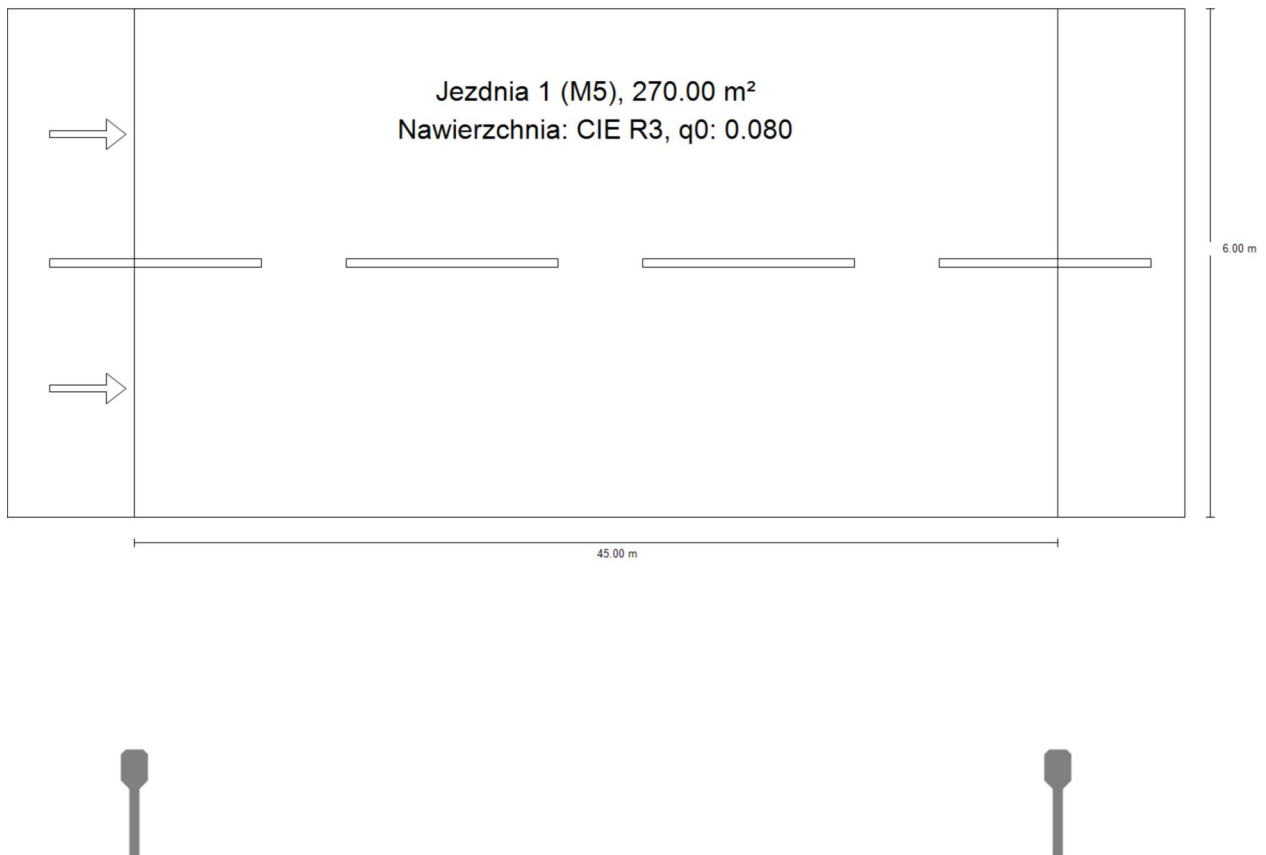 Jezdnia 1 (M5), 270.00 m²
Nawierzchnia: CIE R3, q0: 0.080
6.00 m
45.00 m